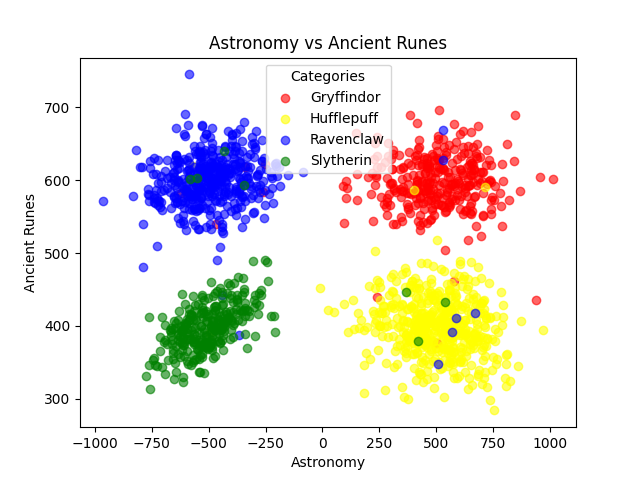 Astronomy vs Ancient Runes
Categories
Gryffindor
Hufflepuff
Ravenclaw
Slytherin
700
600
500
400
300
Ancient Runes
−1000 −750 −500 −250 0 250 500 750 1000
Astronomy